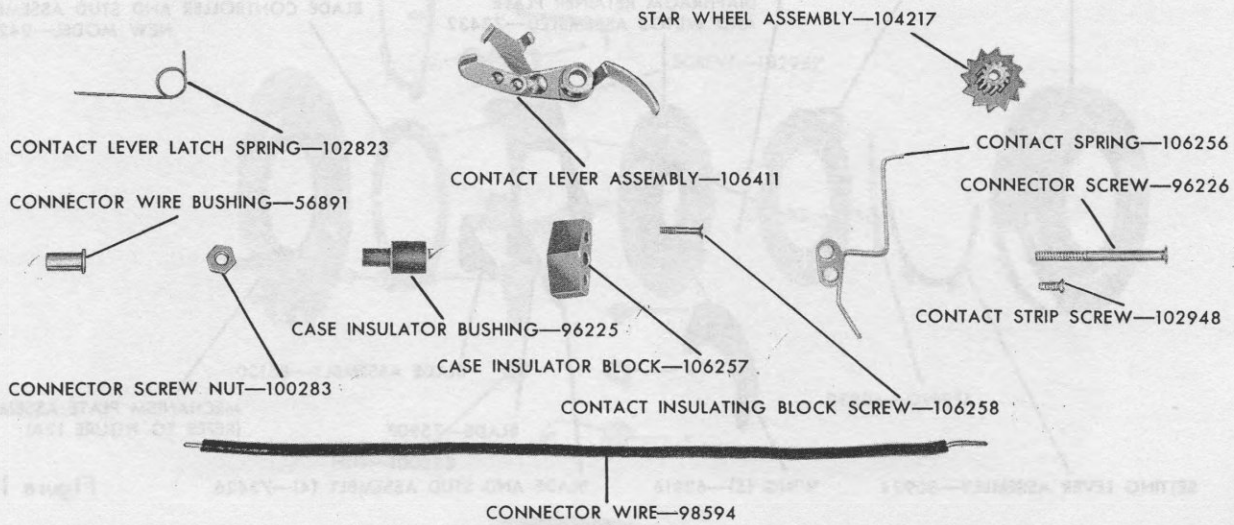 STAR WHEEL ASSEMBLY—104217
CONTACT LEVER LATCH SPRING—102823
CONTACT SPRING—106256
CONTACT LEVER ASSEMBLY—106411
CONNECTOR SCREW—96226
CONNECTOR WIRE BUSHING—56891
CONTACT STRIP SCREW—102948
CASE INSULATOR BUSHING—96225
CASE INSULATOR BLOCK—106257
CONNECTOR SCREW NUT—100283
CONTACT INSULATING BLOCK SCREW—106258
CONNECTOR WIRE—98594